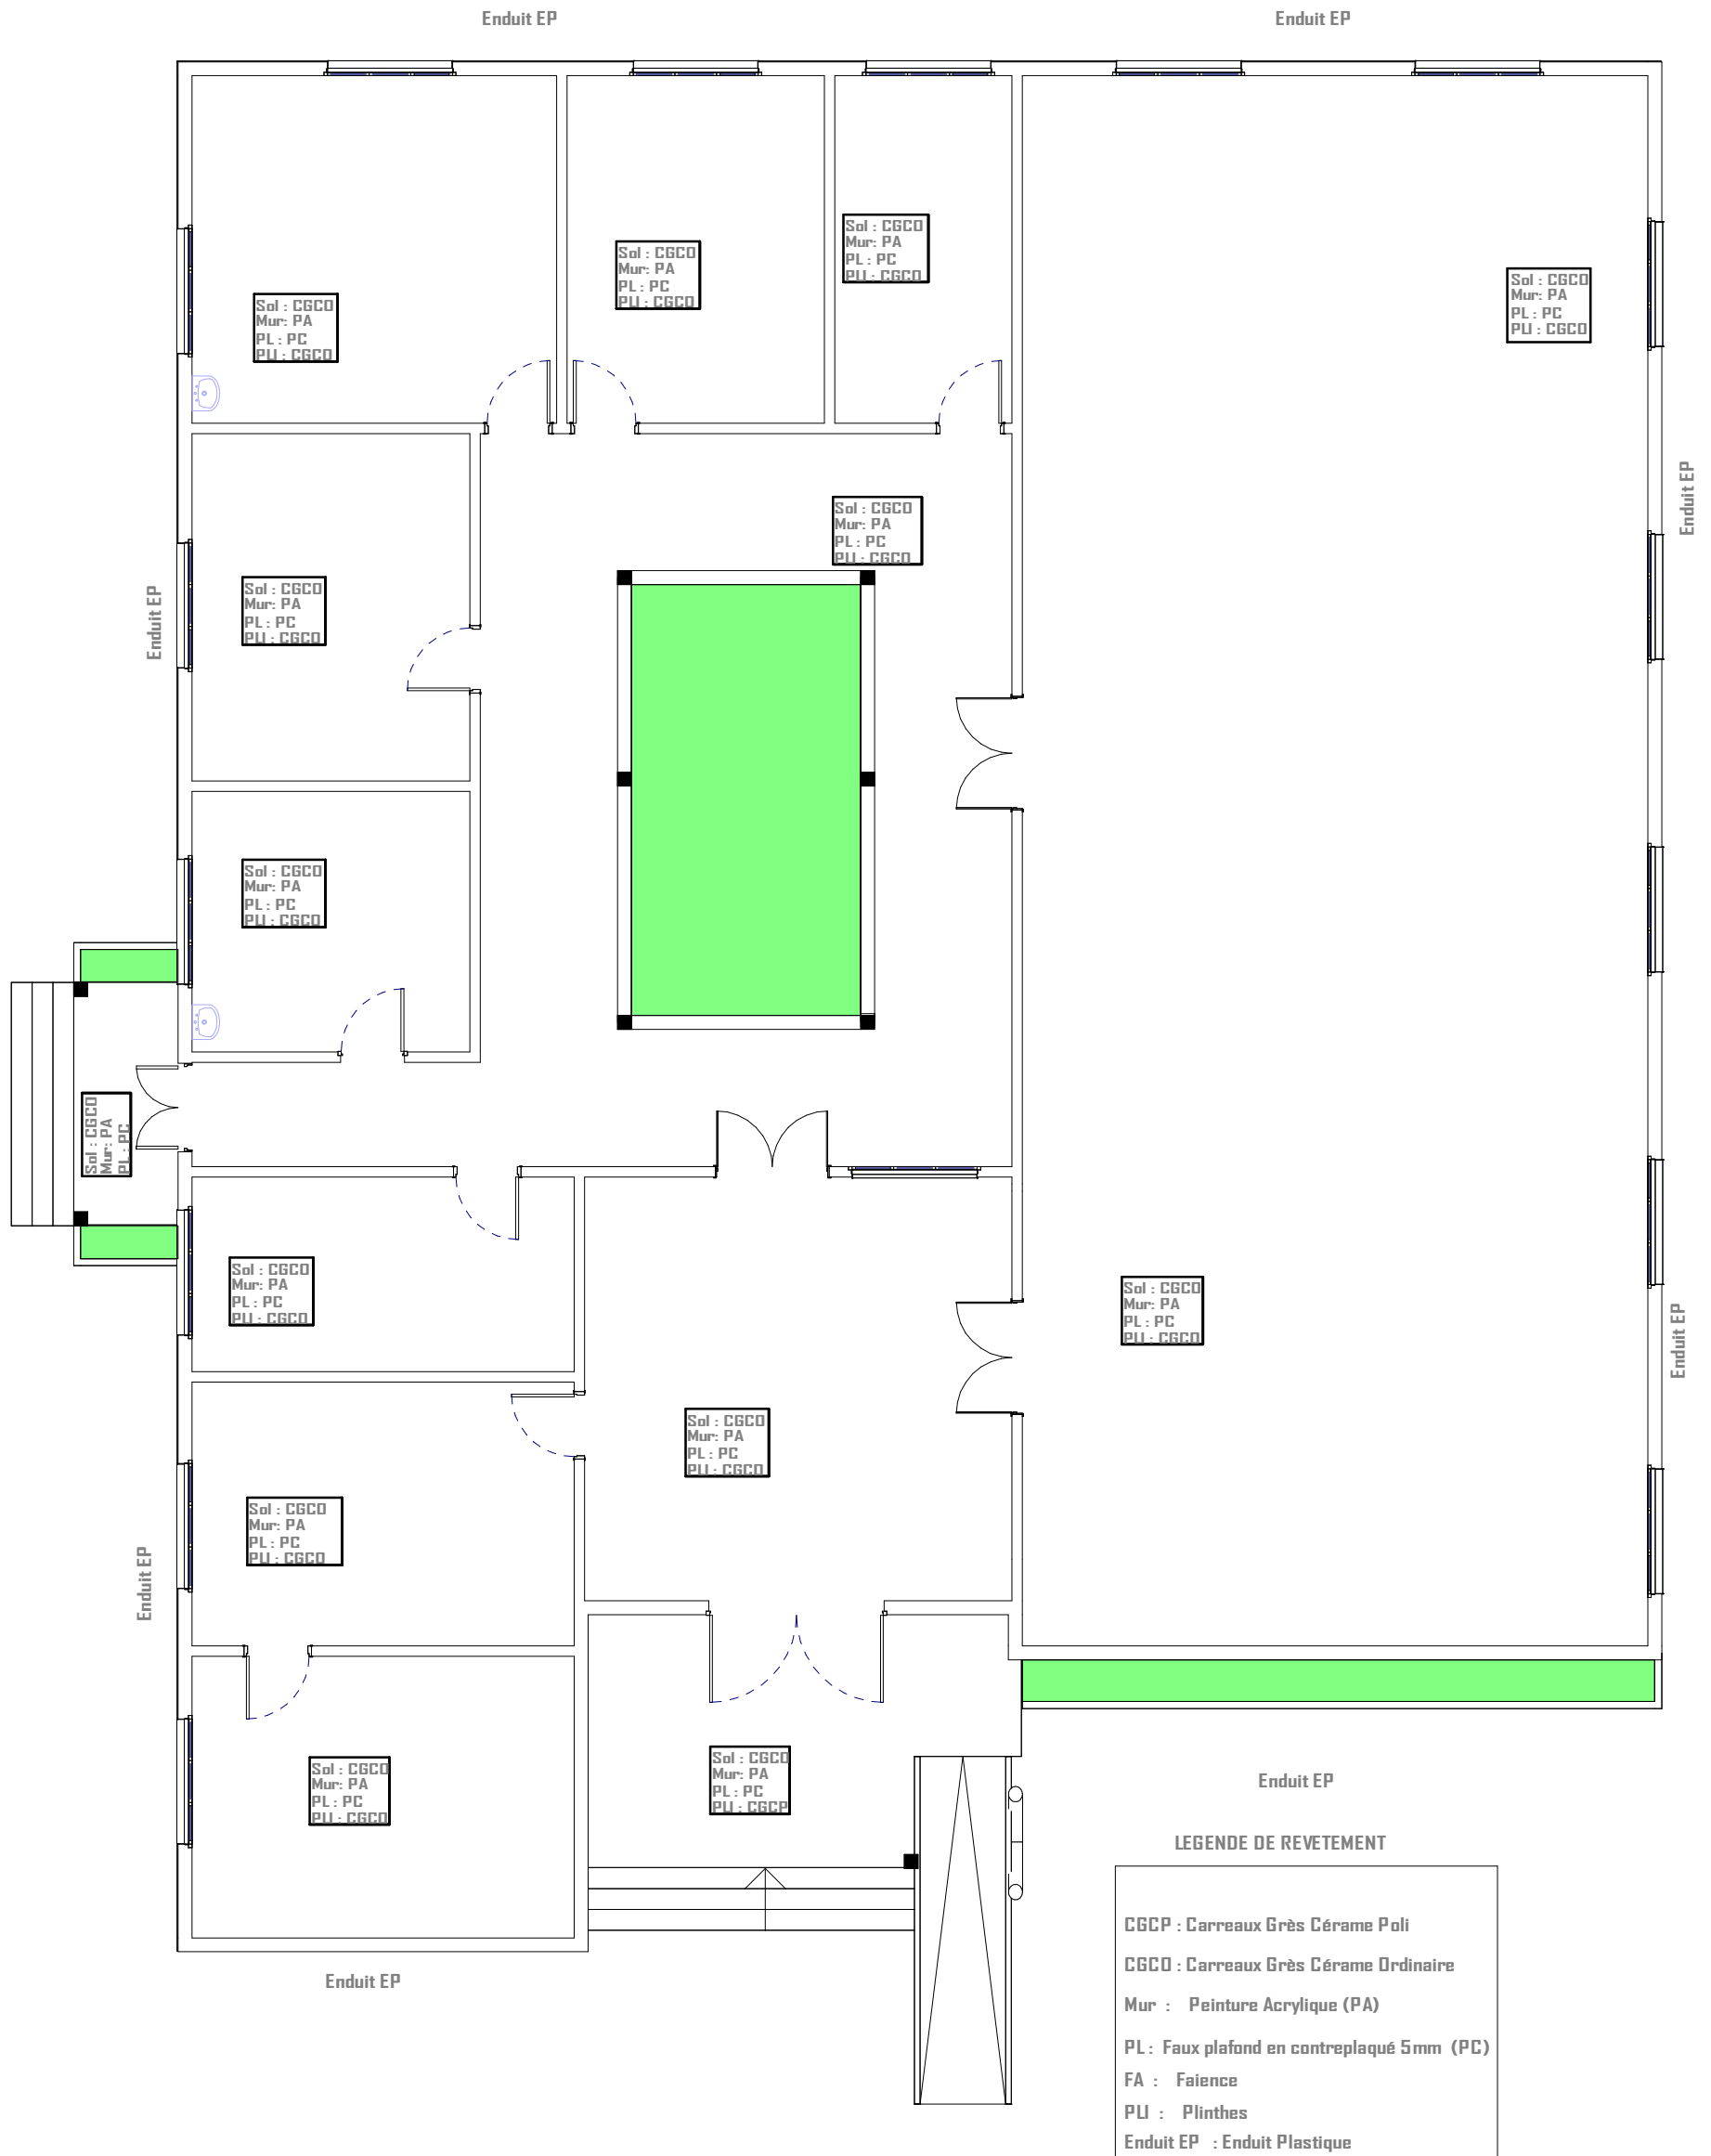 Enduit EP
Enduit EP
Sol : CGCO
Mur: PA
PL : PC
PLI : CGCO
Sol : CGCO
Mur: PA
PL : PC
PLI : CGCO
Sol : CGCO
Mur: PA
PL : PC
PLI : CGCO
Sol : CGCO
Mur: PA
PL : PC
PLI : CGCO
Enduit EP
Sol : CGCO
Mur: PA
PL : PC
PLI : CGCO
Enduit EP
Sol : CGCO
Mur: PA
PL : PC
PLI : CGCO
Sol : CGCO
Mur: PA
PL : PC
PLI : CGCO
Sol : CGCO
Mur: PA
PL : PC
Sol : CGCO
Mur: PA
PL : PC
PLI : CGCO
Sol : CGCO
Mur: PA
PL : PC
PLI : CGCO
Enduit EP
Sol : CGCO
Mur: PA
PL : PC
PLI : CGCO
Sol : CGCO
Mur: PA
PL : PC
PLI : CGCO
Enduit EP
Sol : CGCO
Mur: PA
PL : PC
PLI : CGCP
Sol : CGCO
Mur: PA
PL : PC
PLI : CGCO
Enduit EP
Enduit EP
LEGENDE DE REVETEMENT
CGCP : Carreaux Grès Cérame Poli
CGCO : Carreaux Grès Cérame Ordinaire
Mur : Peinture Acrylique (PA)
PL : Faux plafond en contreplaqué 5mm (PC)
FA : Faience
PLI : Plinthes
Enduit EP : Enduit Plastique